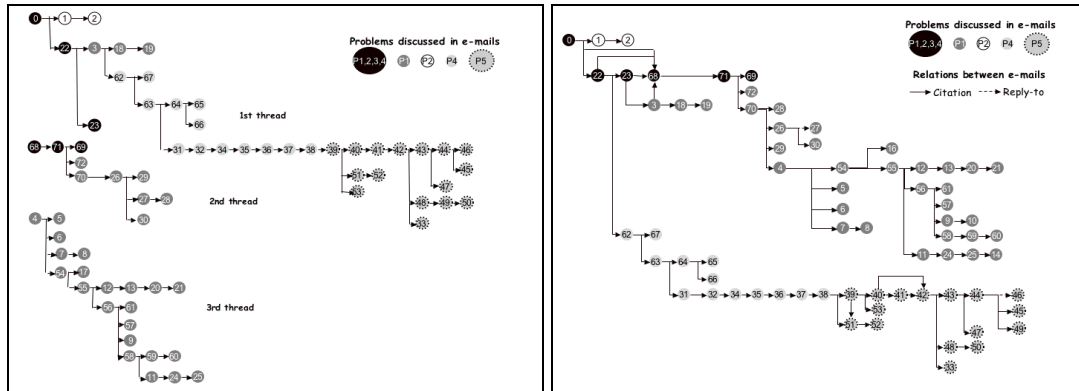 0 1 2
Problems discussed in e-mails
22 3 18 19
P1,2,3,4 P1 P2 P4 P5
62 67
63 64 65
1st thread
66
23
31 32 34 35 36 37 38 39 40 41 42 43 44 46
68 71 69
72
51 52
45
70 26 29
53
47
27 28
2nd thread
48 49 50
30
33
4 5
6
7 8
54 17
55 12 13 20 21
56 61
3rd thread
57
9
58 59 60
11 24 25
Problems discussed in e-mails
0 1 2
P1,2,3,4 P1 P2 P4 P5
22 23 68 71 69
Relations between e-mails
72
Citation Reply-to
3 18 19
70 28
26 27
30
29
16
4 54 55 12 13 20 21
5
56 61
57
6
9 10
7 8
62 67
58 59 60
63 64 65
11 24 25 14
66
31 32 34 35 36 37 38 39 40 41 42 43 44 46
53
45
51 52
47
49
48 50
33